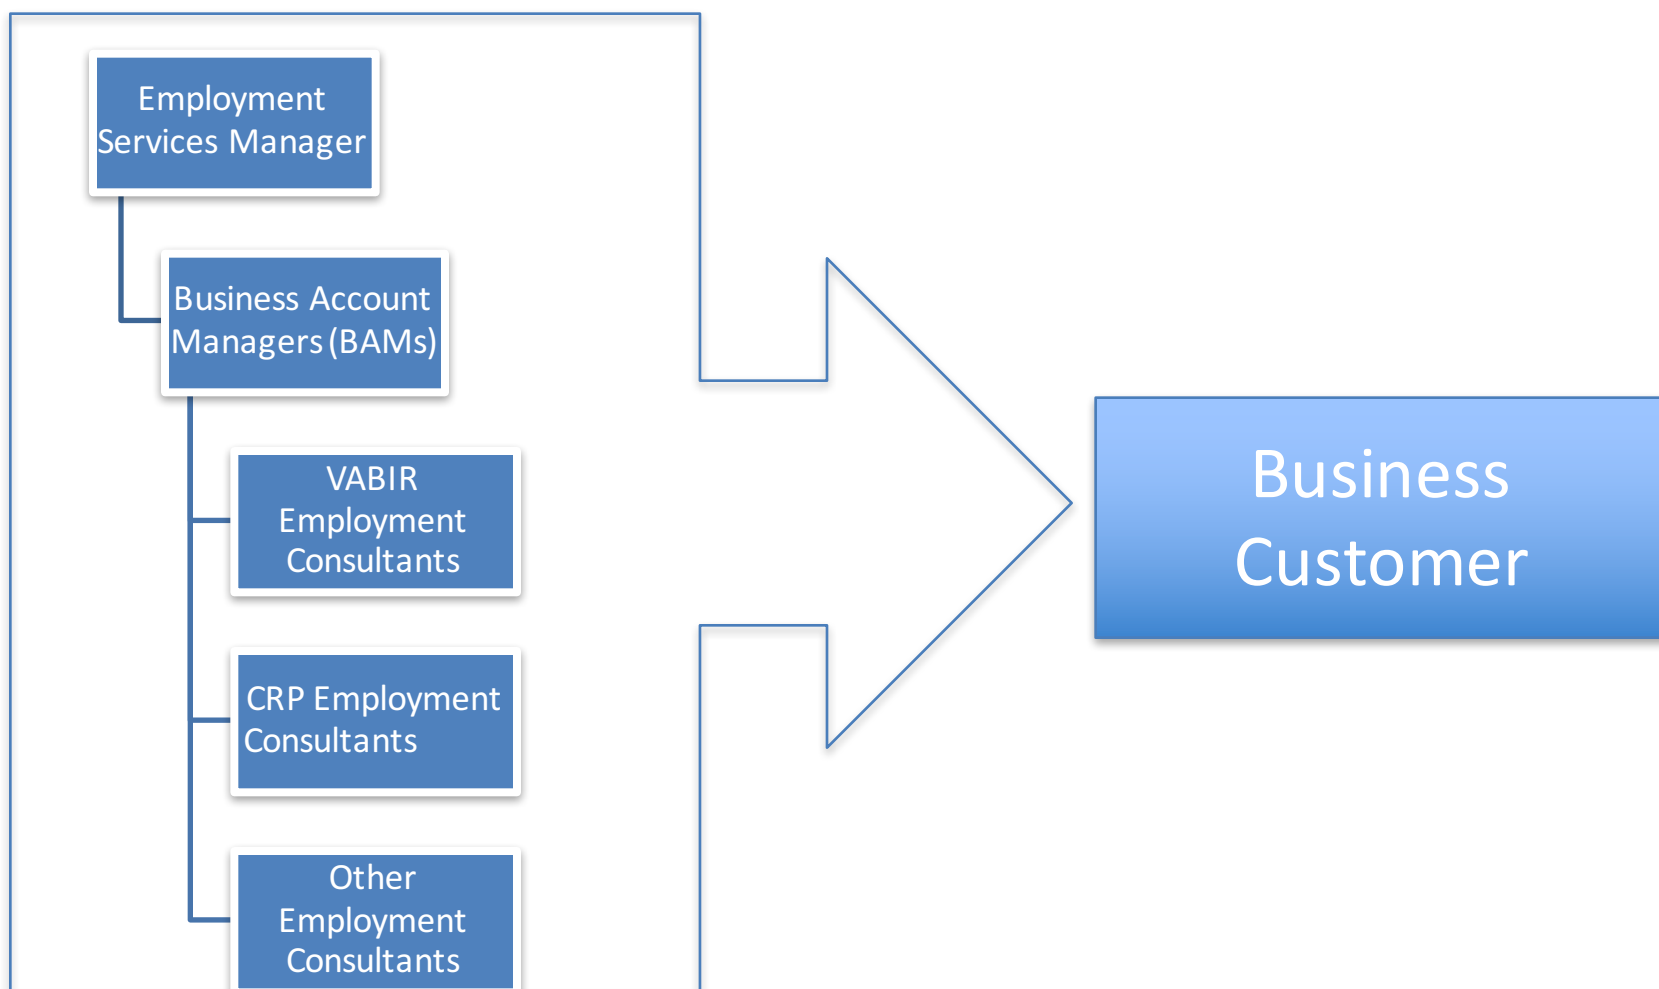 Employment
Services Manager
Business Account
Managers (BAMs)
VABIR
Employment
Consultants
CRP Employment
Consultants
Other
Employment
Consultants
Business
Customer